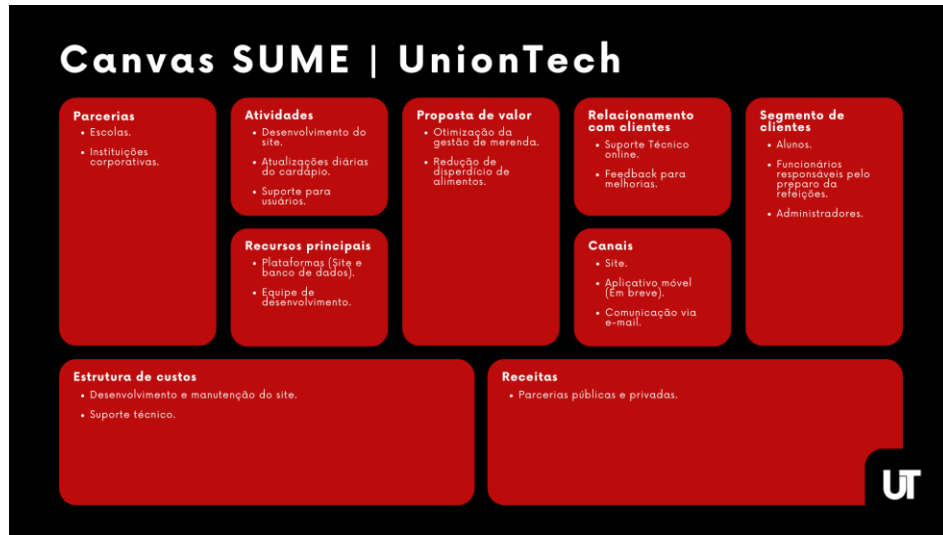 Canvas SUME | UnionTech
Parcerias
• Escolas.
• Instituições
corporativas.
Atividades
• Desenvolvimento do
site.
• Atualizações diárias
do cardápio.
• Suporte para
usuários.
Recursos principais
• Plataformas (Site e
banco de dados).
• Equipe de
desenvolvimento.
Proposta de valor
• Otimização da
gestão de merenda.
• Redução de
disperdício de
alimentos.
Relacionamento
com clientes
• Suporte Técnico
online.
• Feedback para
melhorias.
Canais
• Site.
• Aplicativo móvel
(Em breve).
• Comunicação via
e-mail.
Segmento de
clientes
• Alunos.
• Funcionários
responsáveis pelo
preparo da
refeições.
• Administradores.
Estrutura de custos
• Desenvolvimento e manutenção do site.
• Suporte técnico.
Receitas
• Parcerias públicas e privadas.
UT